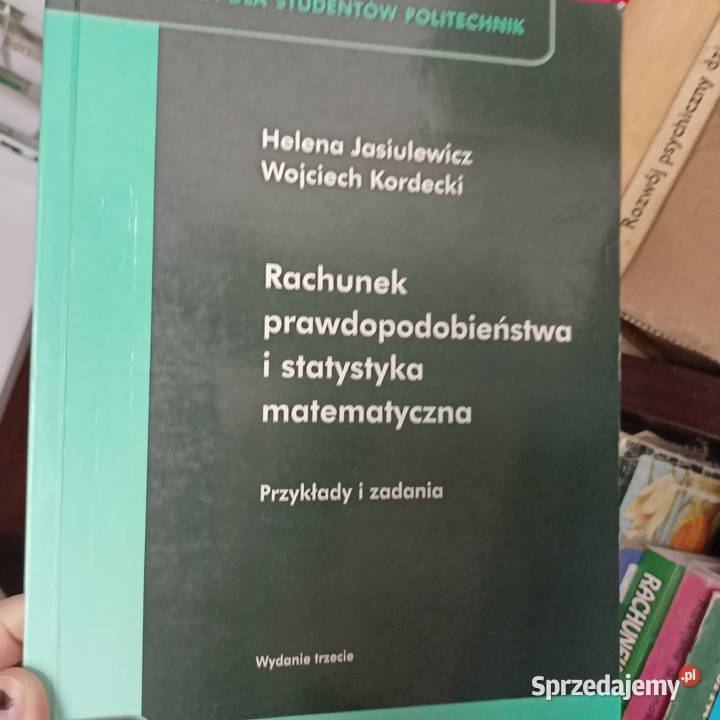 DLA STUDENTÓW POLITECHNIK
Helena Jasiulewicz
Wojciech Kordecki
Rachunek
prawdopodobieństwa
i statystyka
matematyczna
Przykłady i zadania
Wydanie trzecie
Rozwój psychiczny
RACHUNEK
Sprzedajemy.pl